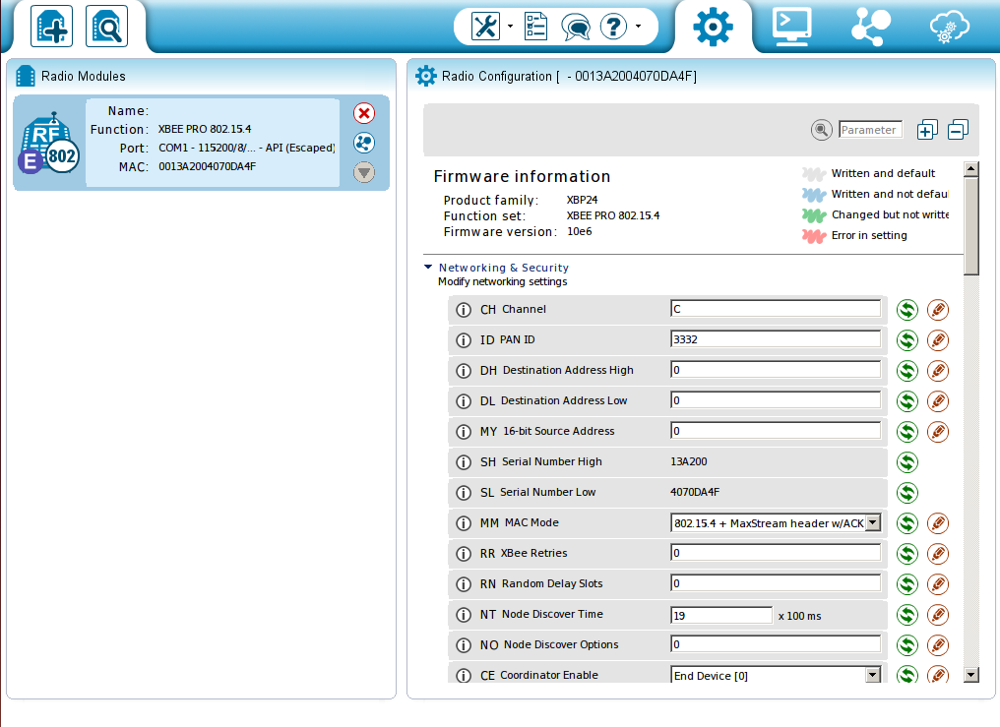 Radio Modules
Name:
Function: XBEE PRO 802.15.4
Port: COM1 - 115200/8/... - API (Escaped)
MAC: 0013A2004070DA4F
RF
E
802
Radio Configuration [  - 0013A2004070DA4F]
Parameter
Firmware information
Product family: XBP24
Function set: XBEE PRO 802.15.4
Firmware version: 10e6
Written and default
Written and not defau
Changed but not writte
Error in setting
Networking & Security
Modify networking settings
CH Channel C
ID PAN ID 3332
DH Destination Address High 0
DL Destination Address Low 0
MY 16-bit Source Address 0
SH Serial Number High 13A200
SL Serial Number Low 4070DA4F
MM MAC Mode 802.15.4 + MaxStream header w/ACK
RR XBee Retries 0
RN Random Delay Slots 0
NT Node Discover Time 19 x 100 ms
NO Node Discover Options 0
CE Coordinator Enable End Device [0]